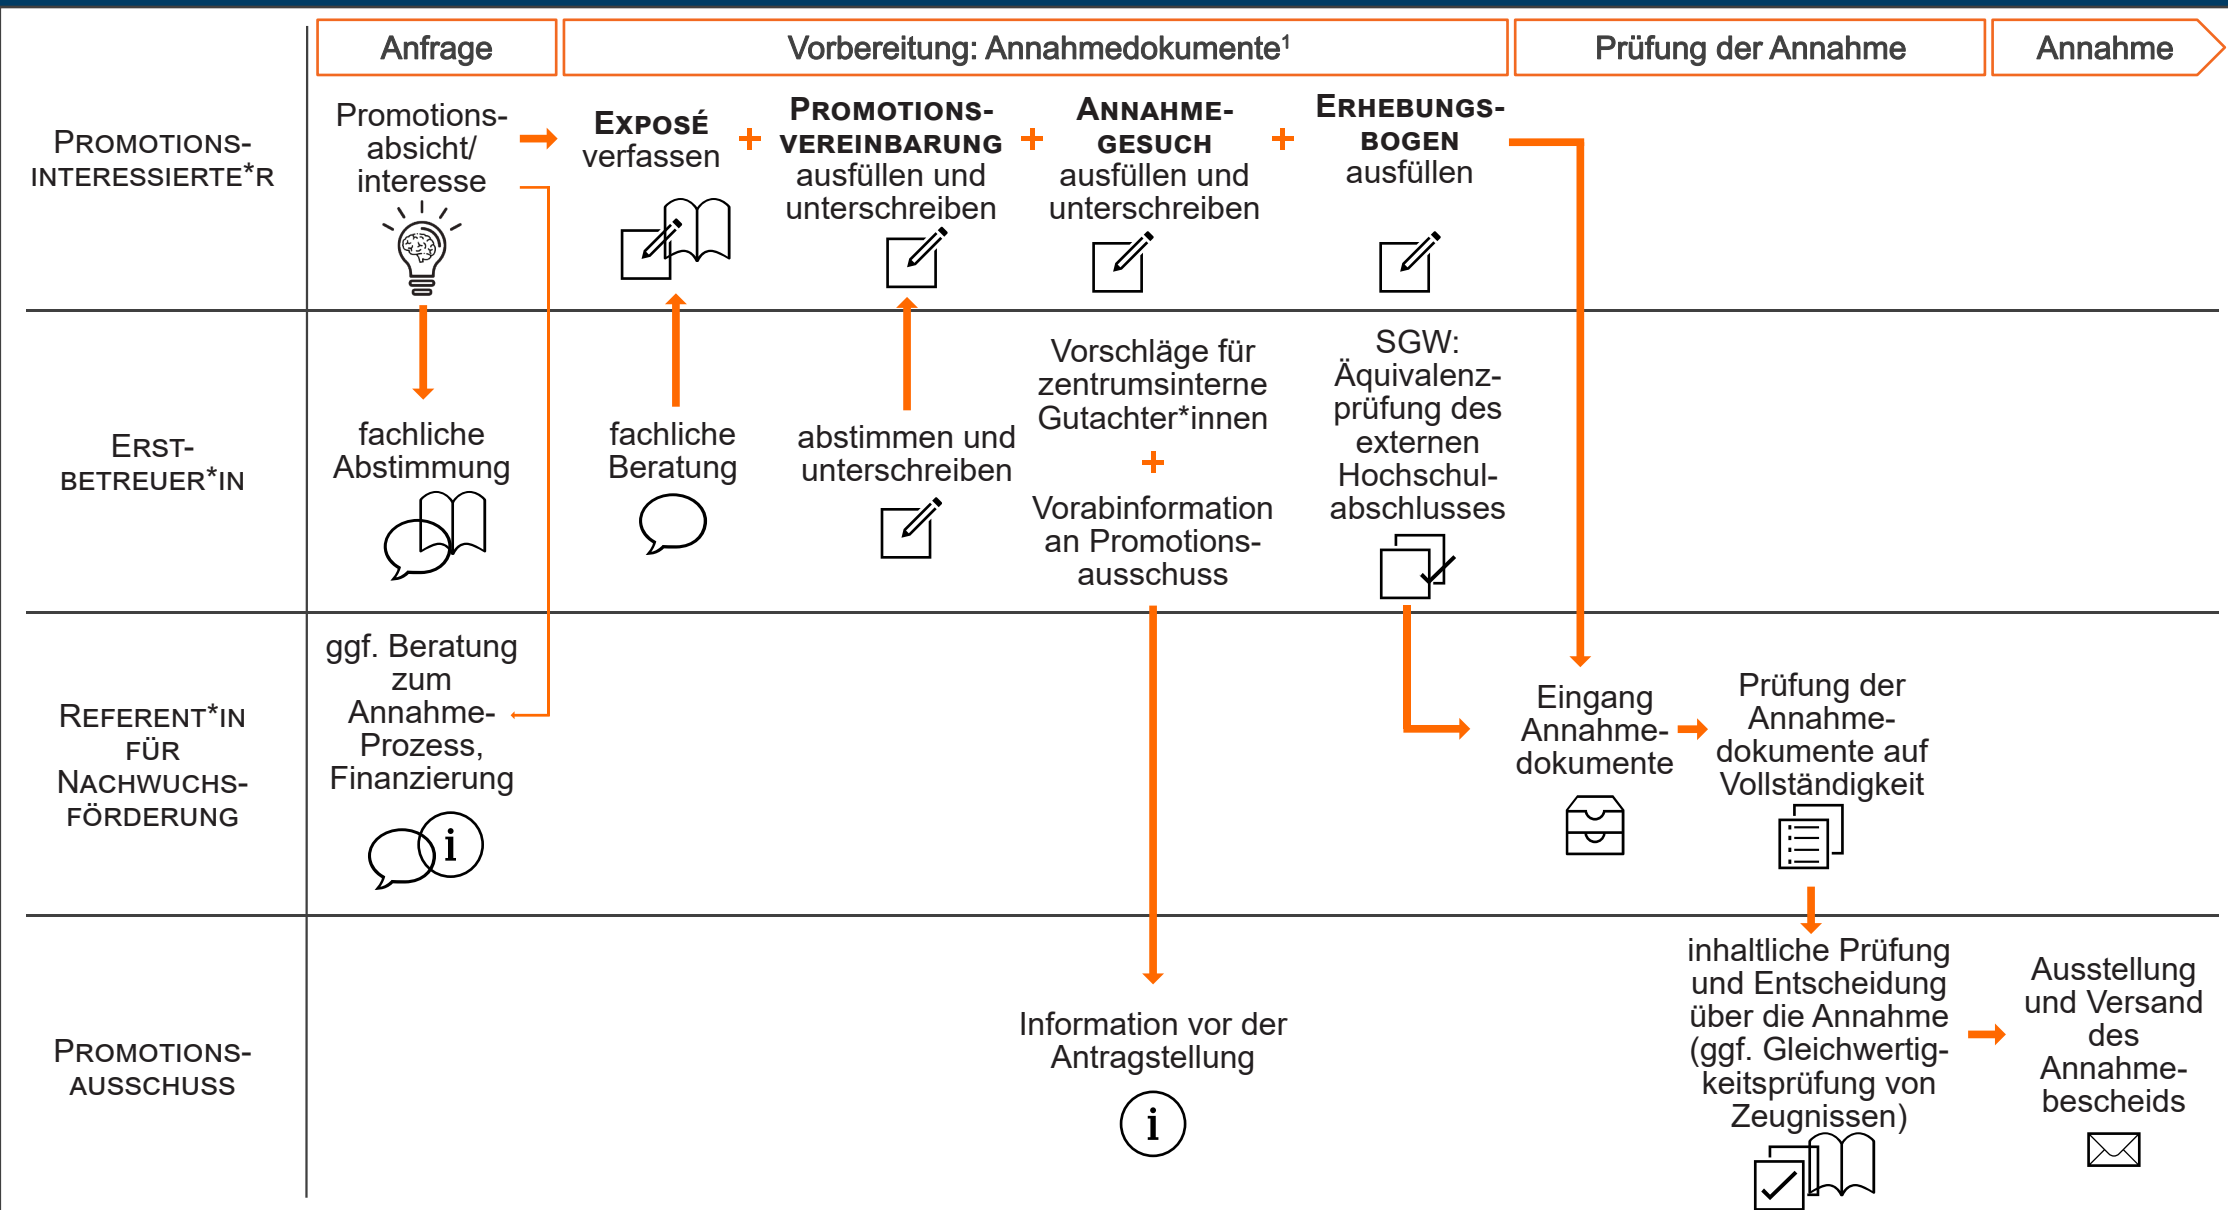 Anfrage
Vorbereitung: Annahmedokumente¹
Prüfung der Annahme
Annahme
PROMOTIONS-
INTERESSIERTE*R
Promotions-
absicht/
interesse
EXPOSÉ
verfassen
+
PROMOTIONS-
VEREINBARUNG
ausfüllen und
unterschreiben
+
ANNAHME-
GESUCH
ausfüllen und
unterschreiben
+
ERHEBUNGS-
BOGEN
ausfüllen
ERST-
BETREUER*IN
fachliche
Abstimmung
fachliche
Beratung
abstimmen und
unterschreiben
Vorschläge für
zentrumsinterne
Gutachter*innen
+
Vorabinformation
an Promotions-
ausschuss
SGW:
Äquivalenz-
prüfung des
externen
Hochschul-
abschlusses
REFERENT*IN
FÜR
NACHWUCHS-
FÖRDERUNG
ggf. Beratung
zum
Annahme-
Prozess,
Finanzierung
i
Eingang
Annahme-
dokumente
Prüfung der
Annahme-
dokumente auf
Vollständigkeit
PROMOTIONS-
AUSSCHUSS
Information vor der
Antragstellung
i
inhaltliche Prüfung
und Entscheidung
über die Annahme
(ggf. Gleichwertig-
keitsprüfung von
Zeugnissen)
Ausstellung
und Versand
des
Annahme-
bescheids